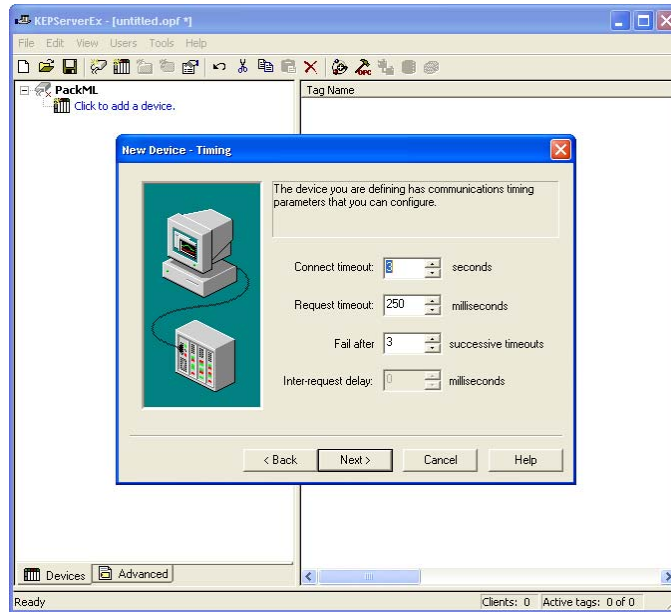 KEPServerEx - [untitled.opf *]
File Edit View Users Tools Help
PackML
Click to add a device.
Tag Name
New Device - Timing
The device you are defining has communications timing
parameters that you can configure.
Connect timeout: 3 seconds
Request timeout: 250 milliseconds
Fail after 3 successive timeouts
Inter-request delay: 0 milliseconds
< Back Next > Cancel Help
Devices Advanced
Ready Clients: 0 Active tags: 0 of 0